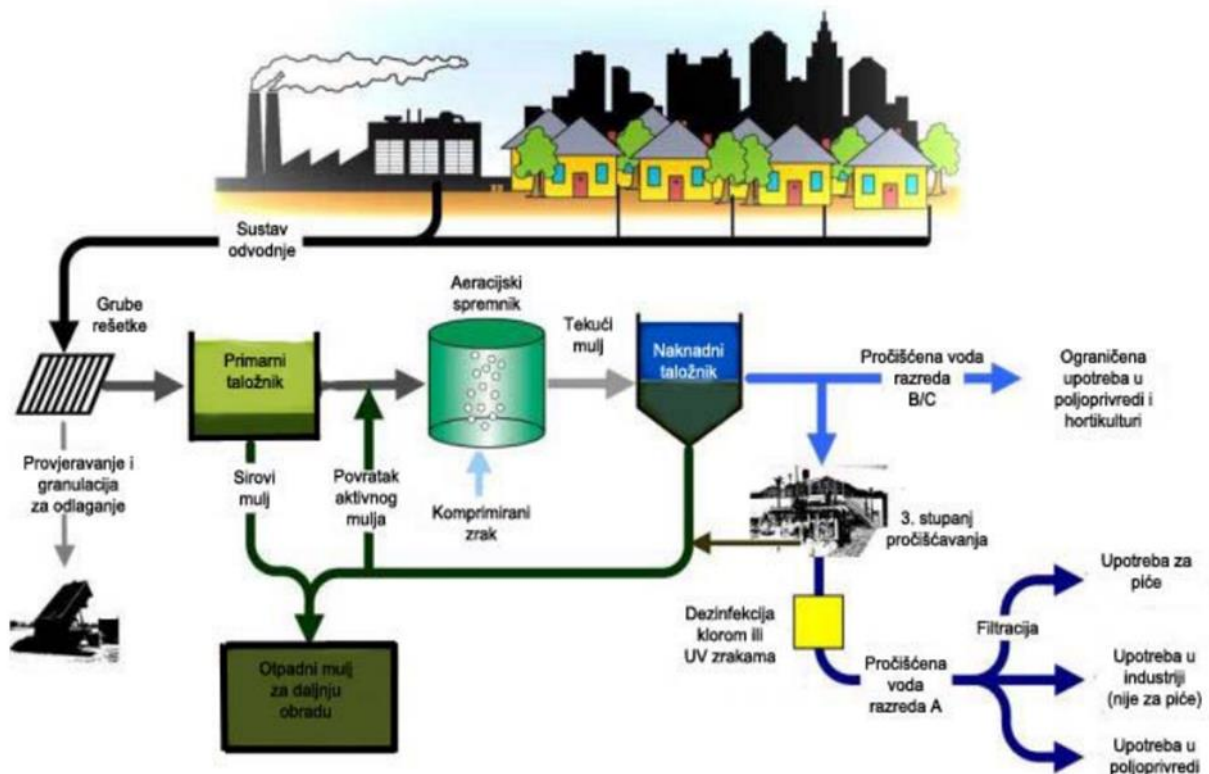 Sustav
odvodnje
Grube
rešetke
Primarni
taložnik
Aeracijski
spremnik
Tekući
mulj
Naknadni
taložnik
Pročišćena voda
razreda
B/C
Ograničena
upotreba u
poljoprivredi i
hortikulturi
Provjeravanje i
granulacija
za odlaganje
Sirovi
mulj
Povratak
aktivnog
mulja
Komprimirani
zrak
3. stupanj
pročišćavanja
Dezinfekcija
klorom ili
UV zrakama
Otpadni mulj
za daljnju
obradu
Pročišćena
voda
razreda A
Filtracija
Upotreba za
piće
Upotreba u
industriji
(nije za piće)
Upotreba u
poljoprivredi